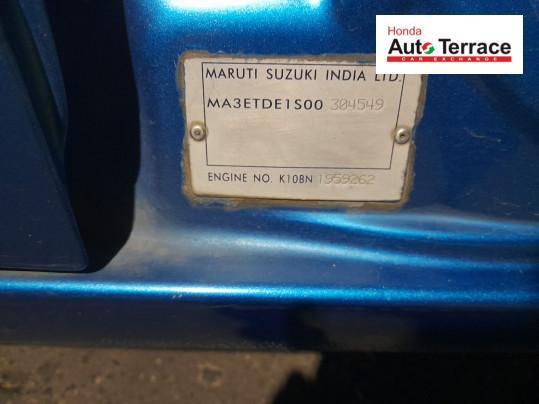 Honda
Auto Terrace
CAR EXCHANGE
MARUTI SUZUKI INDIA LTD.
MA3ETDE1S00 304549
ENGINE NO. K10BN 1959262